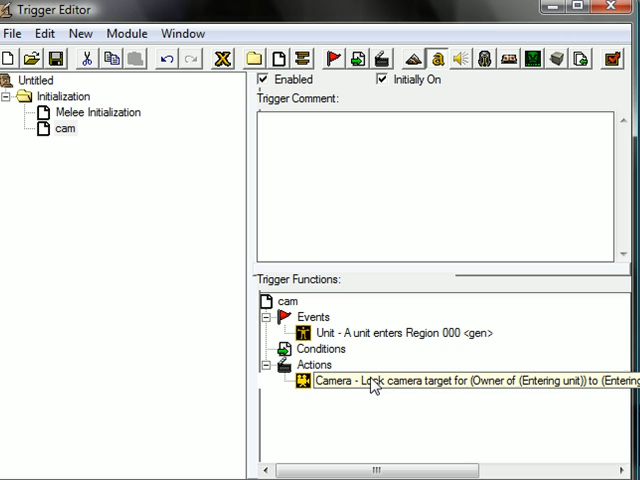 Trigger Editor
File Edit New Module Window
Untitled
Initialization
Melee Initialization
cam
Enabled Initially On
Trigger Comment:
Trigger Functions:
cam
Events
Unit - A unit enters Region 000 <gen>
Conditions
Actions
Camera - Lock camera target for (Owner of (Entering unit)) to (Entering